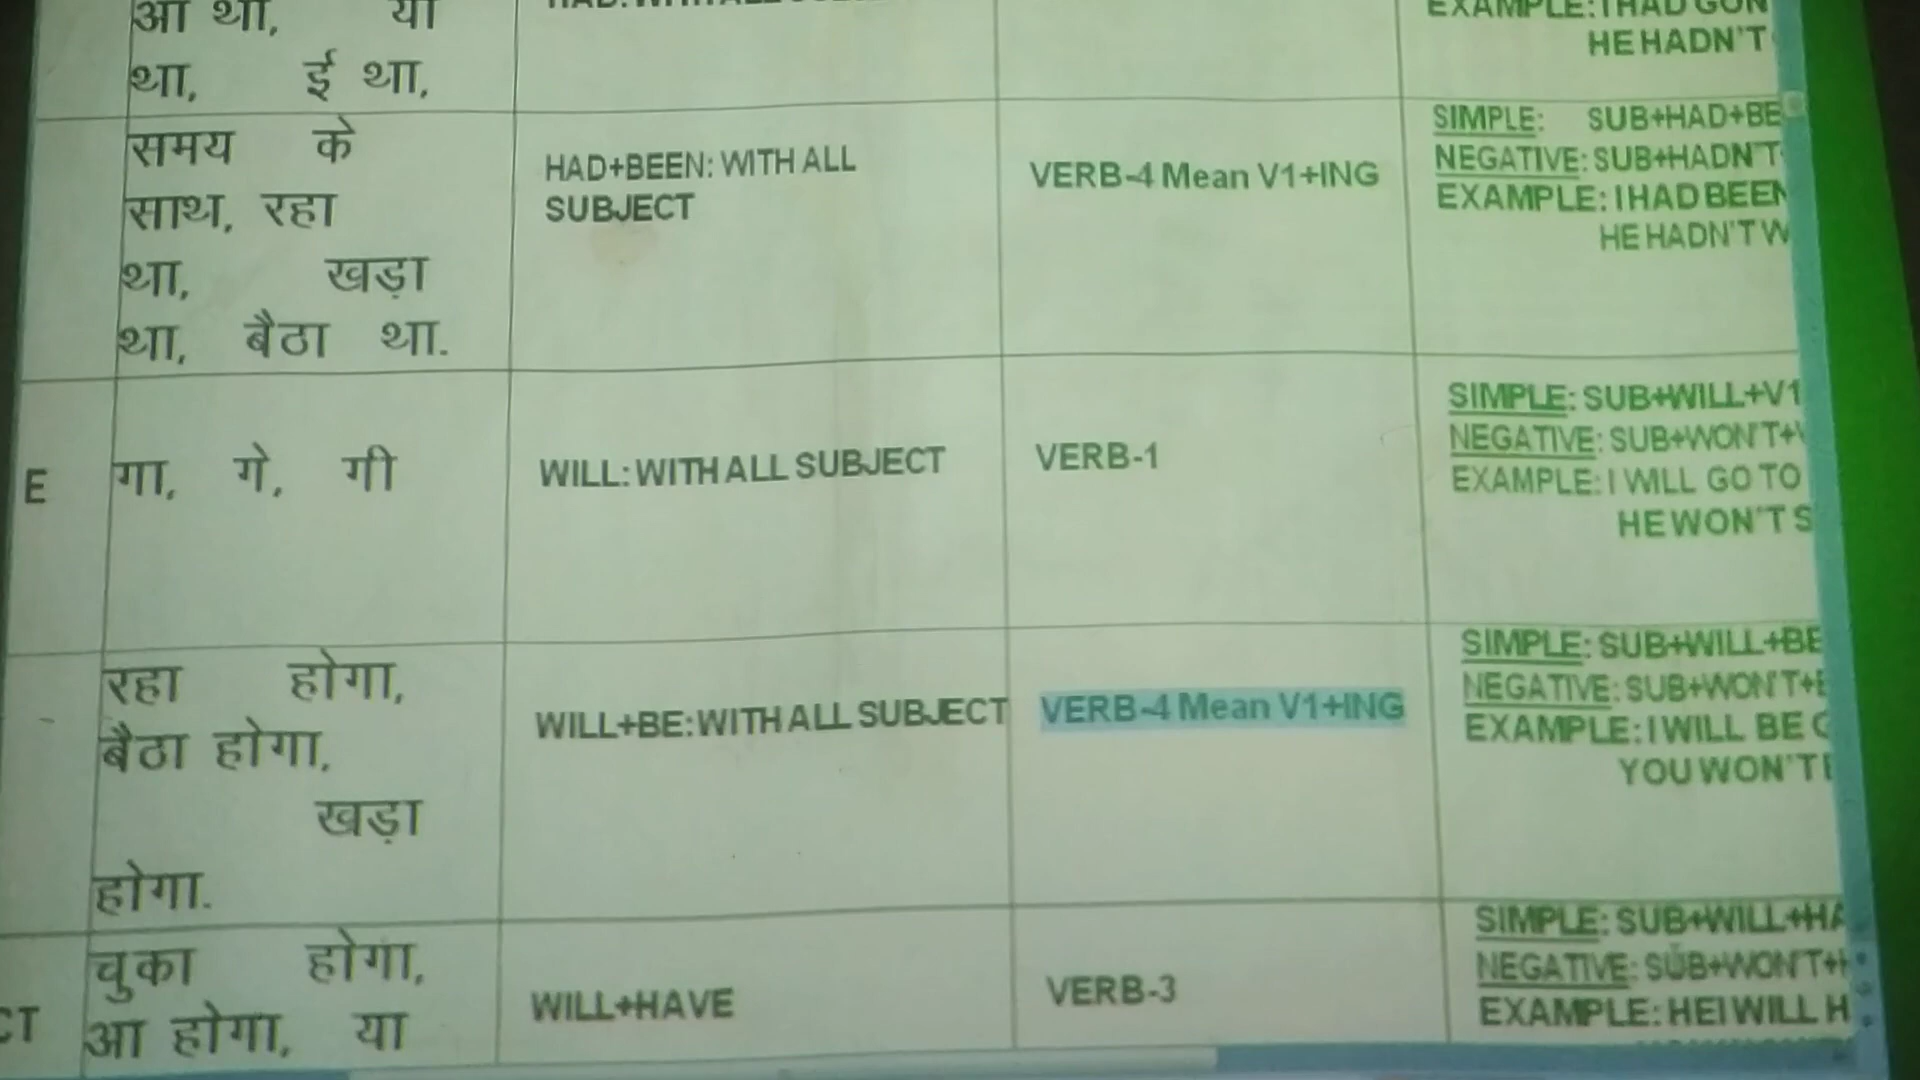 आ था, या
था, ई था,
EXAMPLE: I HAD
HE HADN'T
समय के
साथ, रहा
था, खड़ा
था, बैठा था.
HAD+BEEN: WITH ALL
SUBJECT
VERB-4 Mean V1+ING
SIMPLE: SUB+HAD+BE
NEGATIVE: SUB+HADN'T
EXAMPLE: I HAD BEEN
HE HADN'T W
E
गा, गे, गी
WILL: WITH ALL SUBJECT
VERB-1
SIMPLE: SUB+WILL+V1
NEGATIVE: SUB+WON'T+
EXAMPLE: I WILL GO TO
HE WON'T S
रहा होगा,
बैठा होगा,
खड़ा
होगा.
WILL+BE: WITH ALL SUBJECT
VERB-4 Mean V1+ING
SIMPLE: SUB+WILL+BE
NEGATIVE: SUB+WON'T+
EXAMPLE: I WILL BE
YOU WON'T
CT
चुका होगा,
आ होगा, या
WILL+HAVE
VERB-3
SIMPLE: SUB+WILL+HA
NEGATIVE: SUB+WON'T+H
EXAMPLE: HEI WILL H